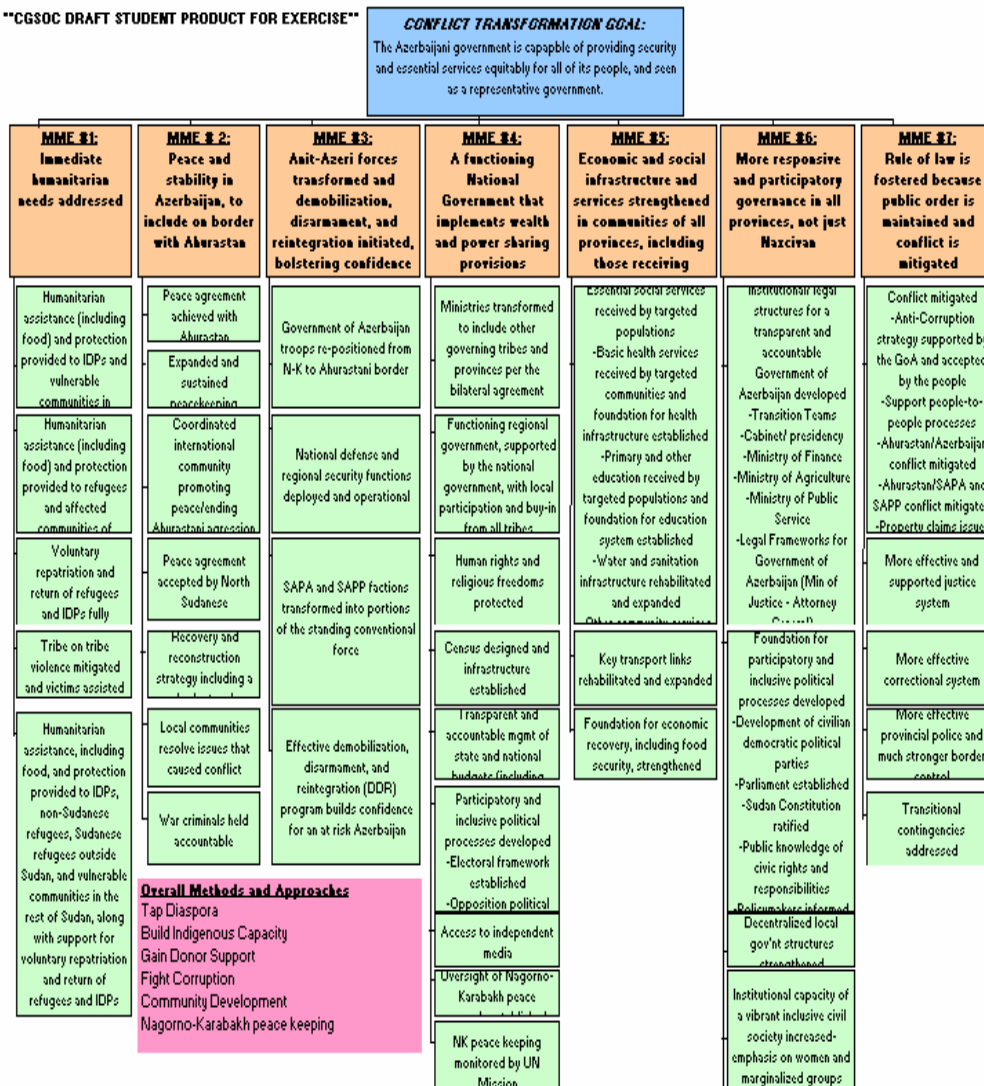 ""CGSOC DRAFT STUDENT PRODUCT FOR EXERCISE""
CONFLICT TRANSFORMATION GOAL:
The Azerbaijani government is capapble of providing security
and essential services equitably for all of its people, and seen
as a representative government.
MME #1:
Immediate
humanitarian
needs addressed
Humanitarian
assistance (including
food) and protection
provided to IDPs and
vulnerable
communities in
Humanitarian
assistance (including
food) and protection
provided to refugees
and affected
communities of
Voluntary
repatriation and
return of refugees
and IDPs fully
Tribe on tribe
violence mitigated
and victims assisted
Humanitarian
assistance, including
food, and protection
provided to IDPs,
non-Sudanese
refugees, Sudanese
refugees outside
Sudan, and vulnerable
communities in the
rest of Sudan, along
with support for
voluntary repatriation
and return of
refugees and IDPs
MME # 2:
Peace and
stability in
Azerbaijan, to
include on border
with Ahurastan
Peace agreement
achieved with
Ahurastan
Expanded and
sustained
peacekeeping
Coordinated
international
community
promoting
peace/ending
Ahurastani agression
Peace agreement
accepted by North
Sudanese
Recovery and
reconstruction
strategy including a
Local communities
resolve issues that
caused conflict
War criminals held
accountable
MME #3:
Anit-Azeri forces
transformed and
demobilization,
disarmament, and
reintegration initiated,
bolstering confidence
Government of Azerbaijan
troops re-positioned from
N-K to Ahurastani border
National defense and
regional security functions
deployed and operational
SAPA and SAPP factions
transformed into portions
of the standing conventional
force
Effective demobilization,
disarmament, and
reintegration (DDR)
program builds confidence
for an at risk Azerbaijan
MME #4:
A functioning
National
Government that
implements wealth
and power sharing
provisions
Ministries transformed
to include other
governing tribes and
provinces per the
bilateral agreement
Functioning regional
government, supported
by the national
government, with local
participation and buy-in
from all tribes
Human rights and
religious freedoms
protected
Census designed and
infrastructure
established
Transparent and
accountable mgmt of
state and national
budgets (including
Participatory and
inclusive political
processes developed
-Electoral framework
established
-Opposition political
Access to independent
media
Oversight of Nagorno-
Karabakh peace
NK peace keeping
monitored by UN
Mission
MME #5:
Economic and social
infrastructure and
services strengthened
in communities of all
provinces, including
those receiving
Essential social services
received by targeted
populations
-Basic health services
received by targeted
communities and
foundation for health
infrastructure established
-Primary and other
education received by
targeted populations and
foundation for education
system established
-Water and sanitation
infrastructure rehabilitated
and expanded
Key transport links
rehabilitated and expanded
Foundation for economic
recovery, including food
security, strengthened
MME #6:
More responsive
and participatory
governance in all
provinces, not just
Naxcivan
Institutional/ legal
structures for a
transparent and
accountable
Government of
Azerbaijan developed
-Transition Teams
-Cabinet/ presidency
-Ministry of Finance
-Ministry of Agriculture
-Ministry of Public
Service
-Legal Frameworks for
Government of
Azerbaijan (Min of
Justice - Attorney
Foundation for
participatory and
inclusive political
processes developed
-Development of civilian
democratic political
parties
-Parliament established
-Sudan Constitution
ratified
-Public knowledge of
civic rights and
responsibilities
-Policymakers informed
Decentralized local
gov'nt structures
strengthened
Institutional capacity of
a vibrant inclusive civil
society increased-
emphasis on women and
marginalized groups
MME #7:
Rule of law is
fostered because
public order is
maintained and
conflict is
mitigated
Conflict mitigated
-Anti-Corruption
strategy supported by
the GoA and accepted
by the people
-Support people-to-
people processes
-Ahurastan/Azerbaijan
conflict mitigated
-Ahurastan/SAPA and
SAPP conflict mitigated
-Property claims issue
More effective and
supported justice
system
More effective
correctional system
More effective
provincial police and
much stronger border
control
Transitional
contingencies
addressed
Overall Methods and Approaches
Tap Diaspora
Build Indigenous Capacity
Gain Donor Support
Fight Corruption
Community Development
Nagorno-Karabakh peace keeping